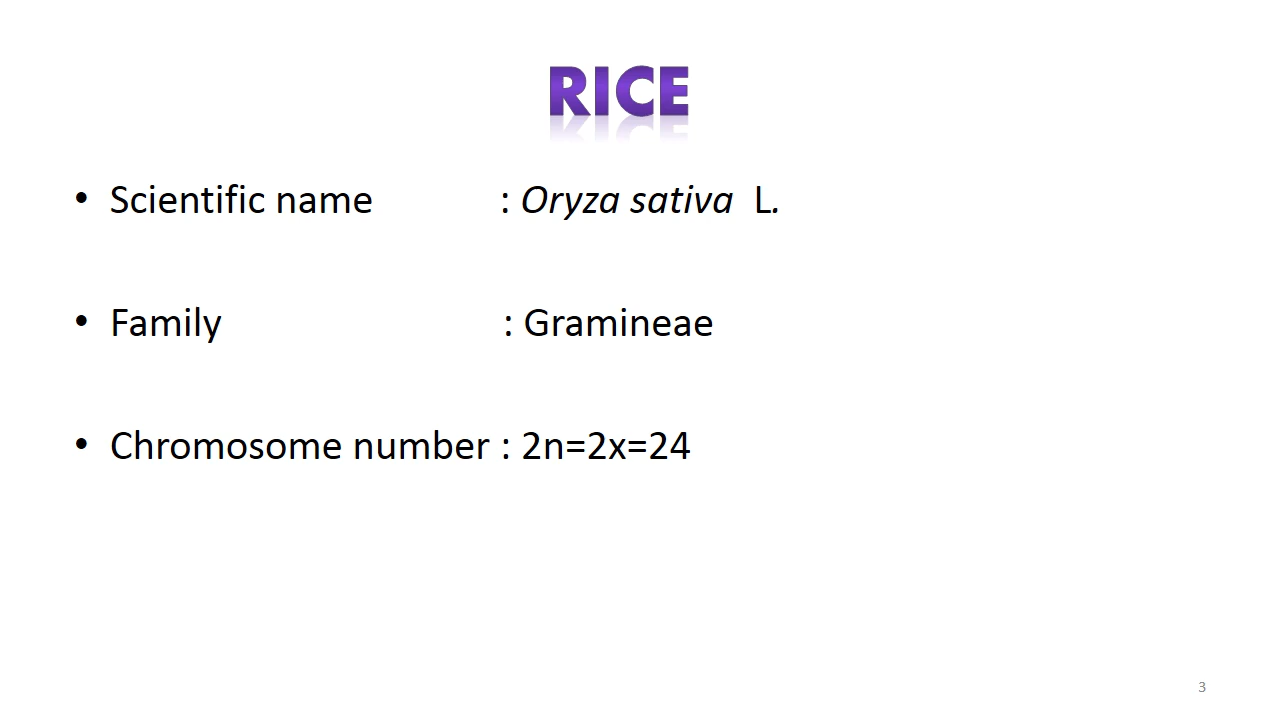 RICE
• Scientific name : Oryza sativa L.
• Family : Gramineae
• Chromosome number : 2n=2x=24
3